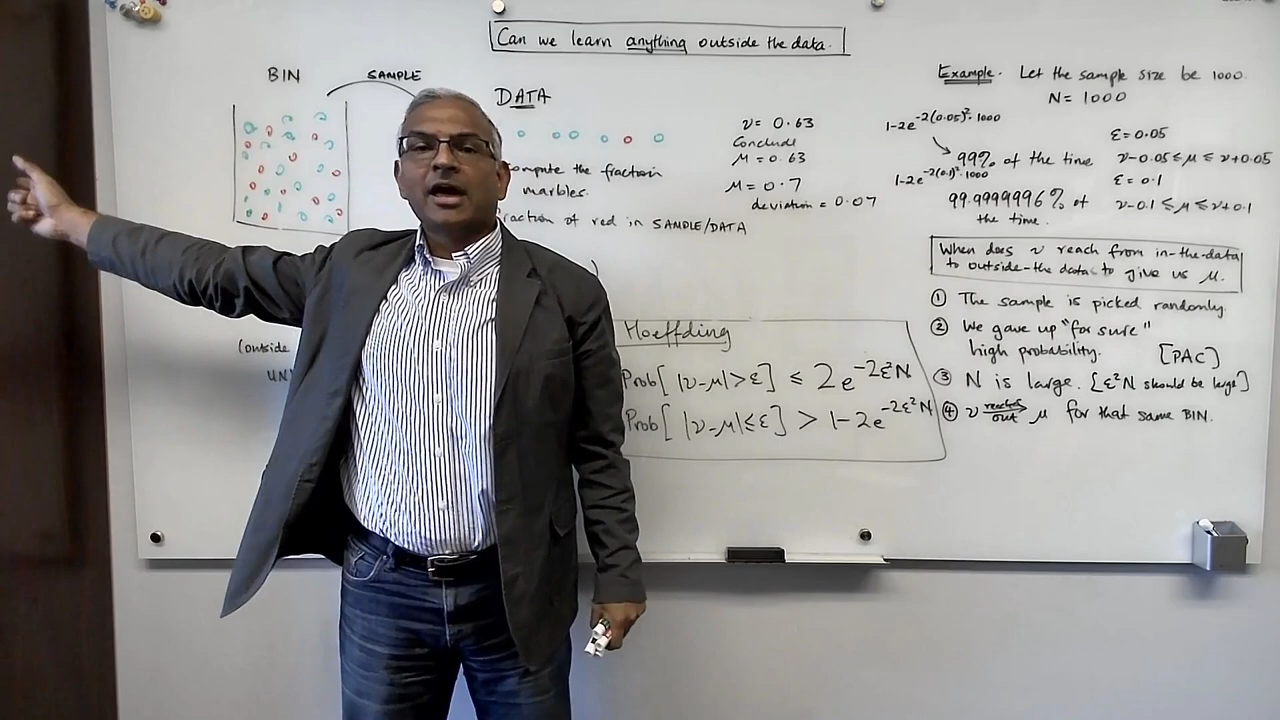 Can we learn anything outside the data.
BIN
SAMPLE
DATA
ompute the fraction
marbles.
raction of red in SAMPLE/DATA
(outside
UN
ν = 0.63
Conclude
μ = 0.63
μ = 0.7
deviation = 0.07
Hoeffding
Prob[ |ν-μ|>ε] ≤ 2e^-2ε²N
Prob[ |ν-μ|≤ε] > 1-2e^-2ε²N
Example. Let the sample size be 1000.
N = 1000
1-2e^-2(0.05)²·1000
ε = 0.05
99% of the time ν-0.05 ≤ μ ≤ ν+0.05
1-2e^-2(0.1)²·1000
ε = 0.1
99.9999996% of ν-0.1 ≤ μ ≤ ν+0.1
the time.
When does ν reach from in-the-data
to outside-the data to give us μ.
① The sample is picked randomly.
② We gave up "for sure"
high probability. [PAC]
③ N is large. [ε²N should be large]
④ ν reaches out ⟹ μ for that same BIN.